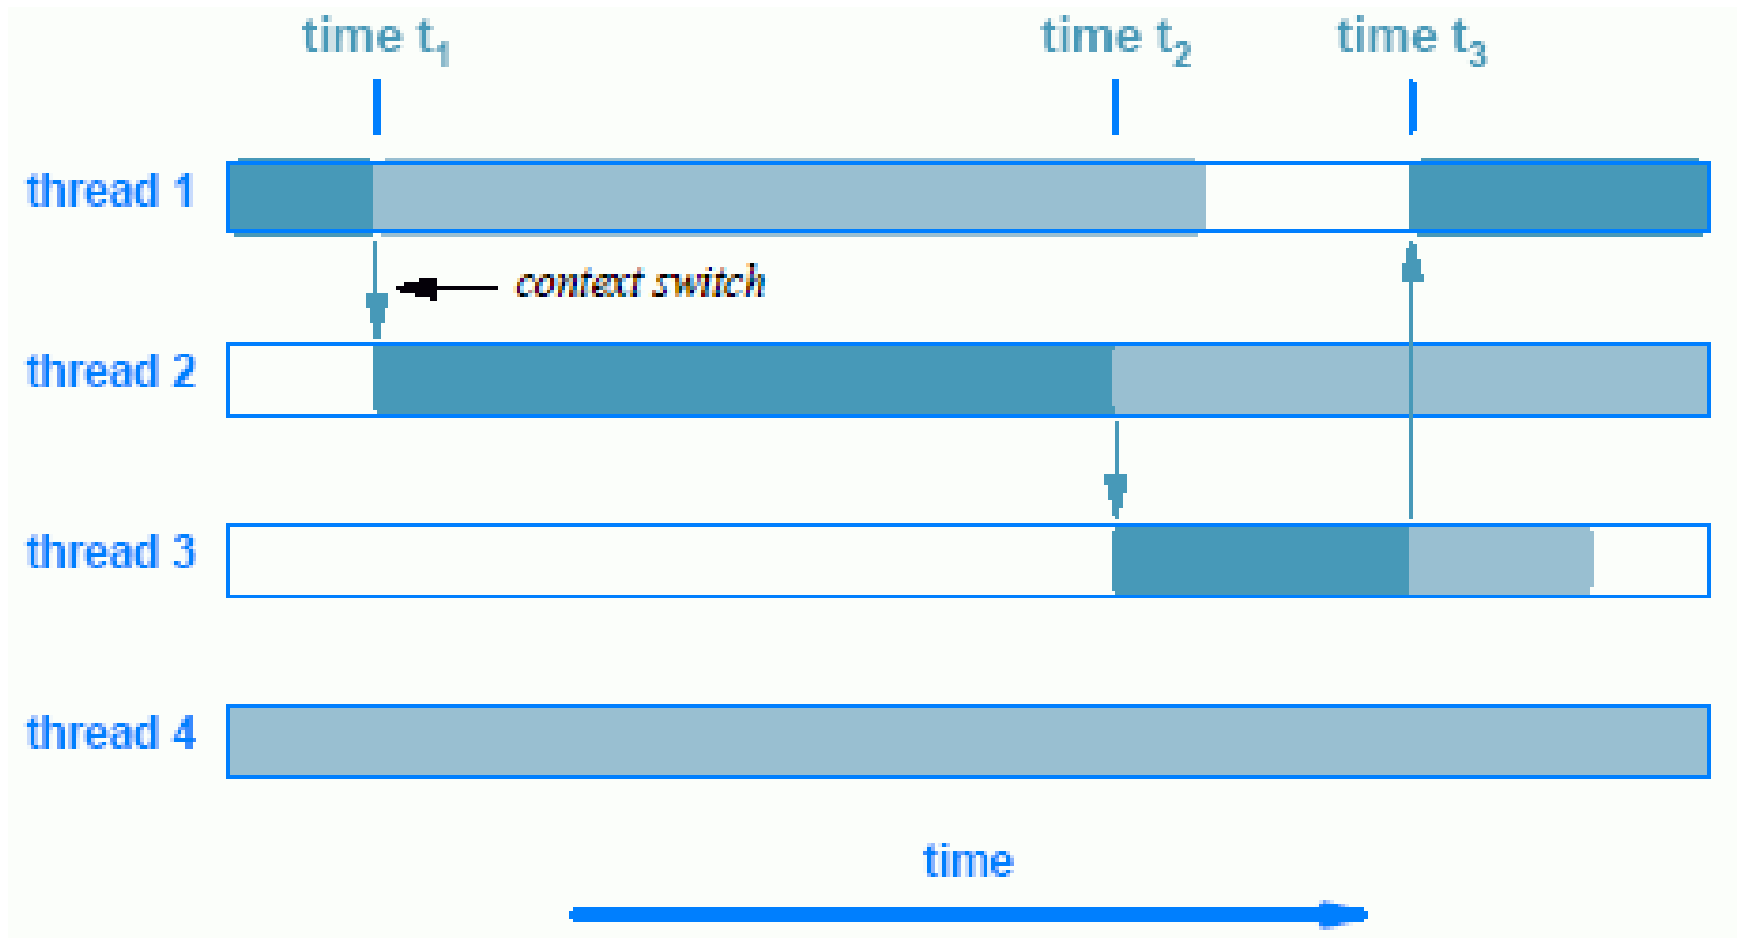 time t₁ time t₂ time t₃
thread 1
context switch
thread 2
thread 3
thread 4
time